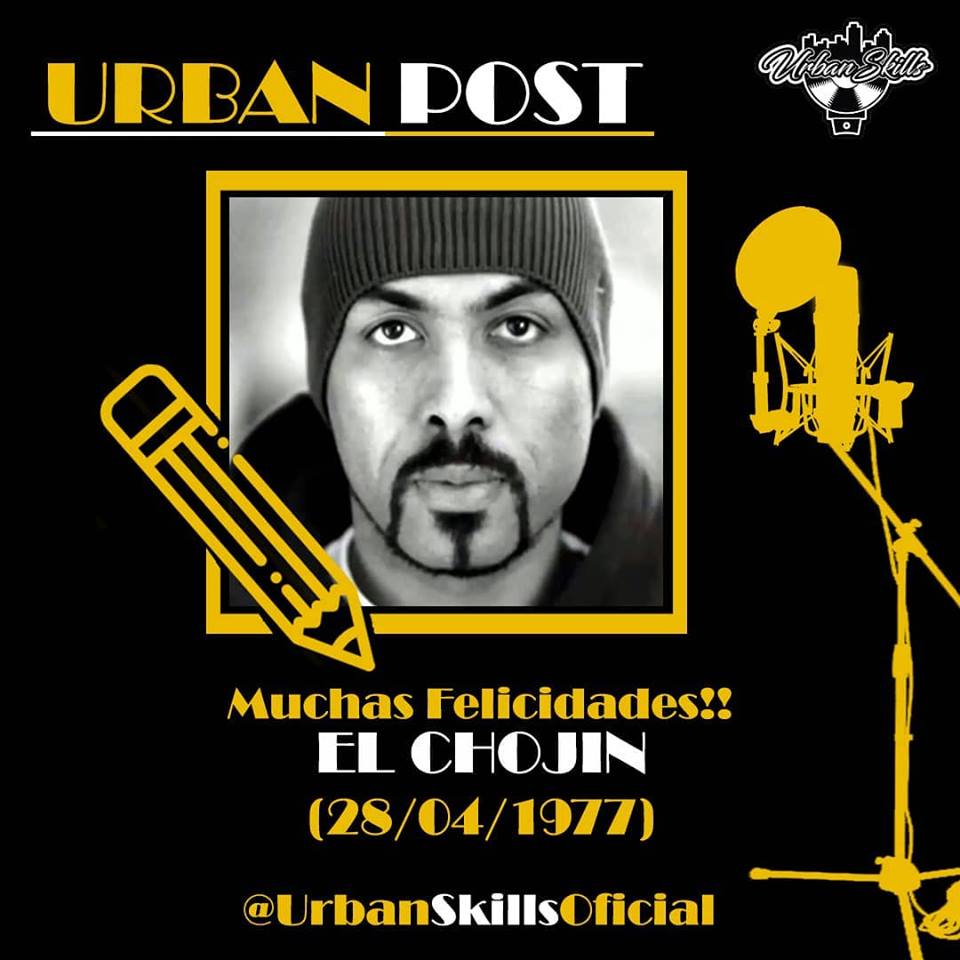 URBAN POST
Urban Skills
Muchas Felicidades!!
EL CHOJIN
(28/04/1977)
@UrbanSkillsOficial